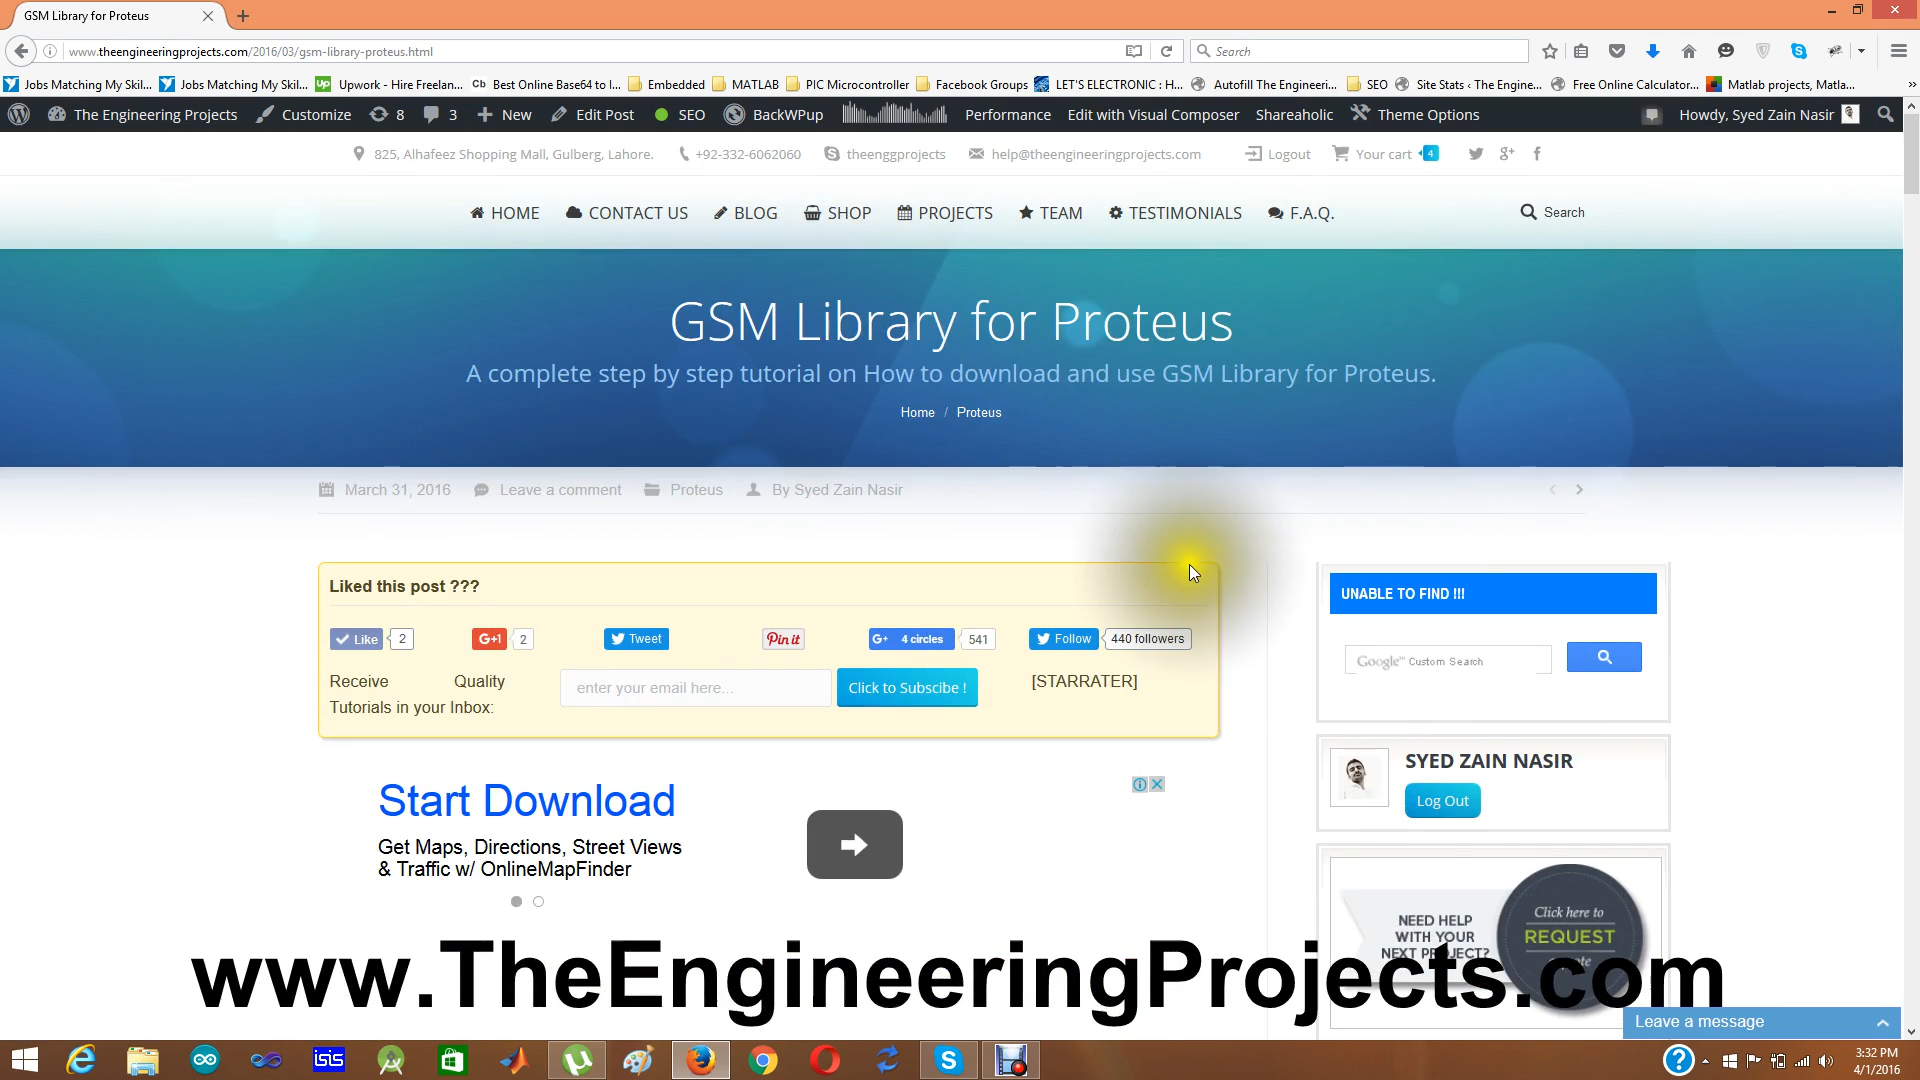 GSM Library for Proteus
www.theengineeringprojects.com/2016/03/gsm-library-proteus.html
Search
Jobs Matching My Skil...
Jobs Matching My Skil...
Upwork - Hire Freelan...
Best Online Base64 to I...
Embedded
MATLAB
PIC Microcontroller
Facebook Groups
LET'S ELECTRONIC : H...
Autofill The Engineeri...
SEO
Site Stats ‹ The Engine...
Free Online Calculator...
Matlab projects, Matla...
The Engineering Projects
Customize
8
3
New
Edit Post
SEO
BackWPup
Performance
Edit with Visual Composer
Shareaholic
Theme Options
Howdy, Syed Zain Nasir
825, Alhafeez Shopping Mall, Gulberg, Lahore.
+92-332-6062060
theenggprojects
help@theengineeringprojects.com
Logout
Your cart
4
HOME
CONTACT US
BLOG
SHOP
PROJECTS
TEAM
TESTIMONIALS
F.A.Q.
Search
GSM Library for Proteus
A complete step by step tutorial on How to download and use GSM Library for Proteus.
Home / Proteus
March 31, 2016
Leave a comment
Proteus
By Syed Zain Nasir
Liked this post ???
Like 2
G+1 2
Tweet
Pin it
G+ 4 circles 541
Follow 440 followers
Receive Quality
Tutorials in your Inbox:
enter your email here...
Click to Subscibe !
[STARRATER]
UNABLE TO FIND !!!
Google™ Custom Search
SYED ZAIN NASIR
Log Out
Start Download
Get Maps, Directions, Street Views
& Traffic w/ OnlineMapFinder
NEED HELP
WITH YOUR
NEXT PROJECT?
Click here to
REQUEST
www.TheEngineeringProjects.com
Leave a message
isis
3:32 PM
4/1/2016